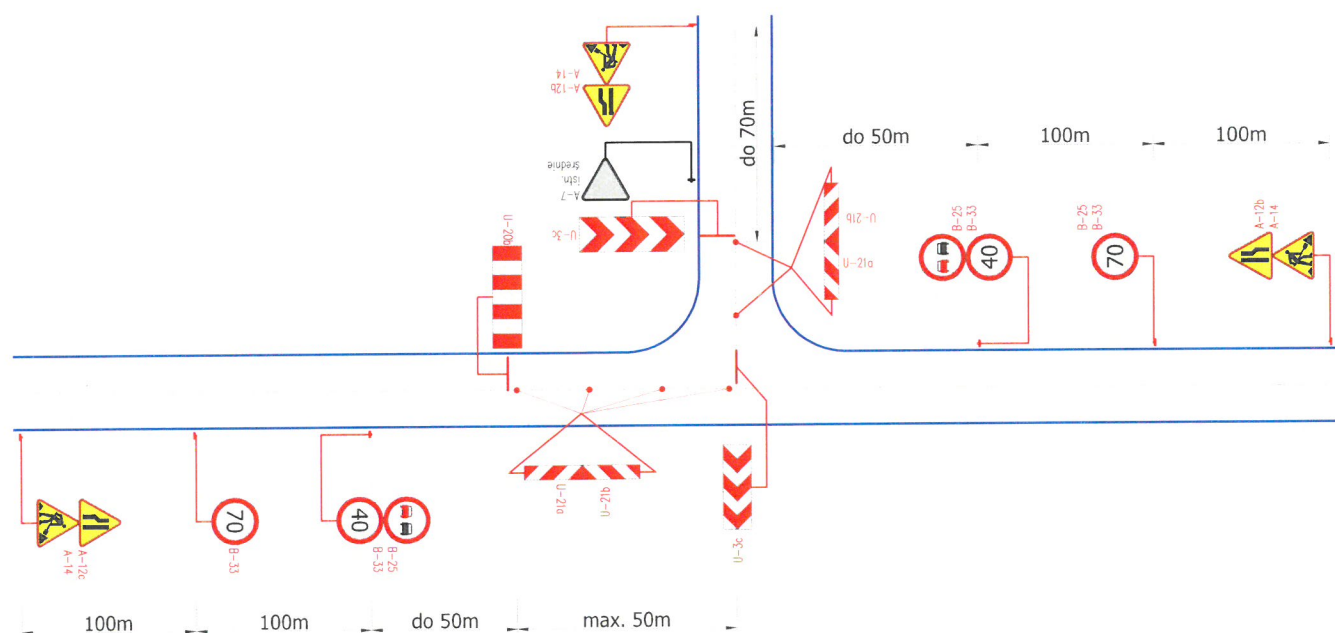 A-14
A-12b
do 70m
do 50m
100m
100m
A-7
istn.
średnie
U-20b
U-3c
U-21b
U-21a
B-25
B-33
40
B-25
B-33
70
A-12b
A-14
A-14
A-12c
70
B-33
40
B-33
B-25
U-21a
U-21b
U-3c
100m
100m
do 50m
max. 50m